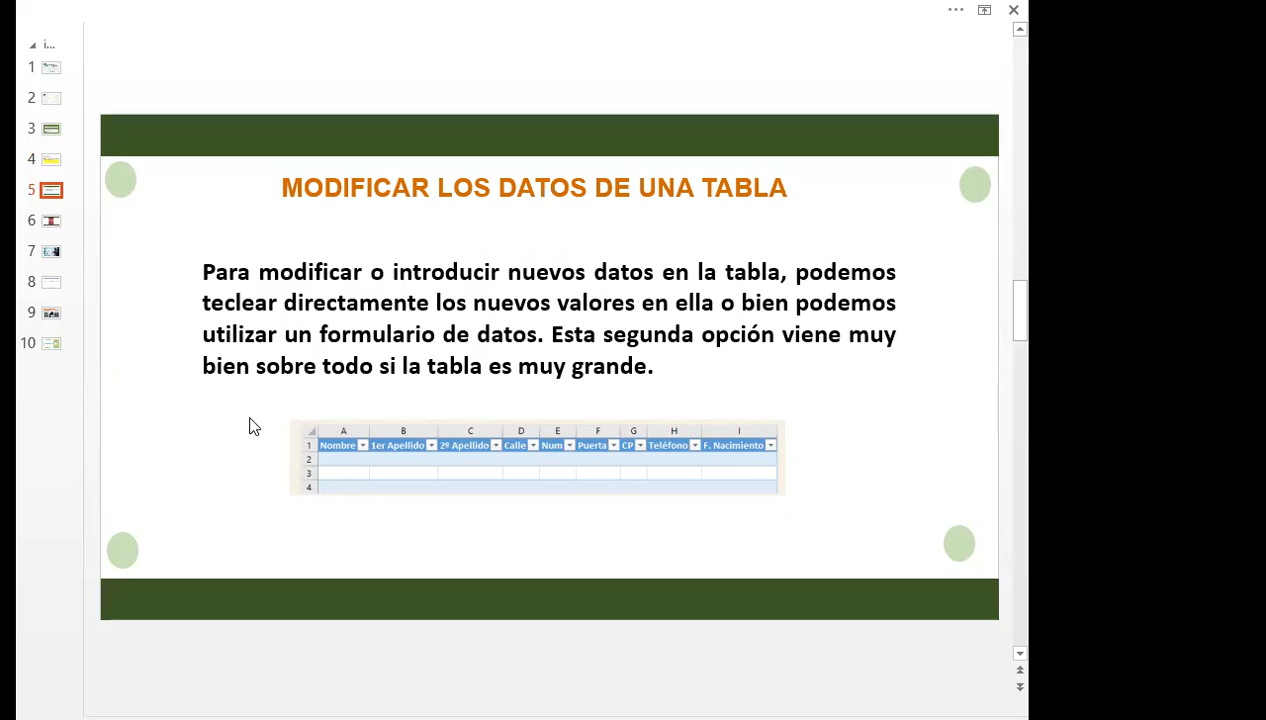 i...
1
2
3
4
5
6
7
8
9
10
MODIFICAR LOS DATOS DE UNA TABLA
Para modificar o introducir nuevos datos en la tabla, podemos
teclear directamente los nuevos valores en ella o bien podemos
utilizar un formulario de datos. Esta segunda opción viene muy
bien sobre todo si la tabla es muy grande.
A B C D E F G H I
1 Nombre 1er Apellido 2º Apellido Calle Num Puerta CP Teléfono F. Nacimiento
2
3
4